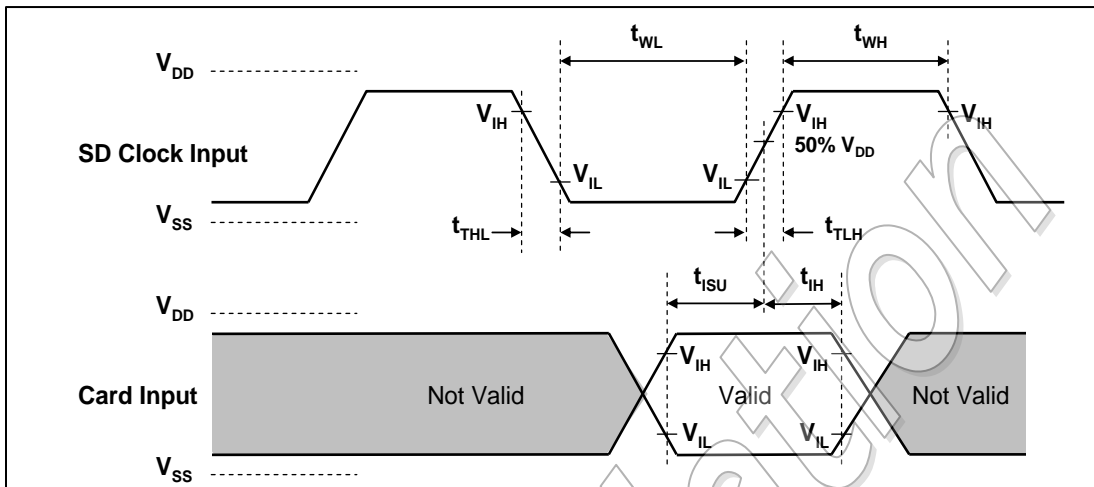 t_WL t_WH
V_DD
V_IH V_IH V_IH
50% V_DD
SD Clock Input
V_IL V_IL
V_SS
t_THL t_TLH
t_ISU t_IH
V_DD
V_IH V_IH
Card Input Not Valid Valid Not Valid
V_IL V_IL
V_SS